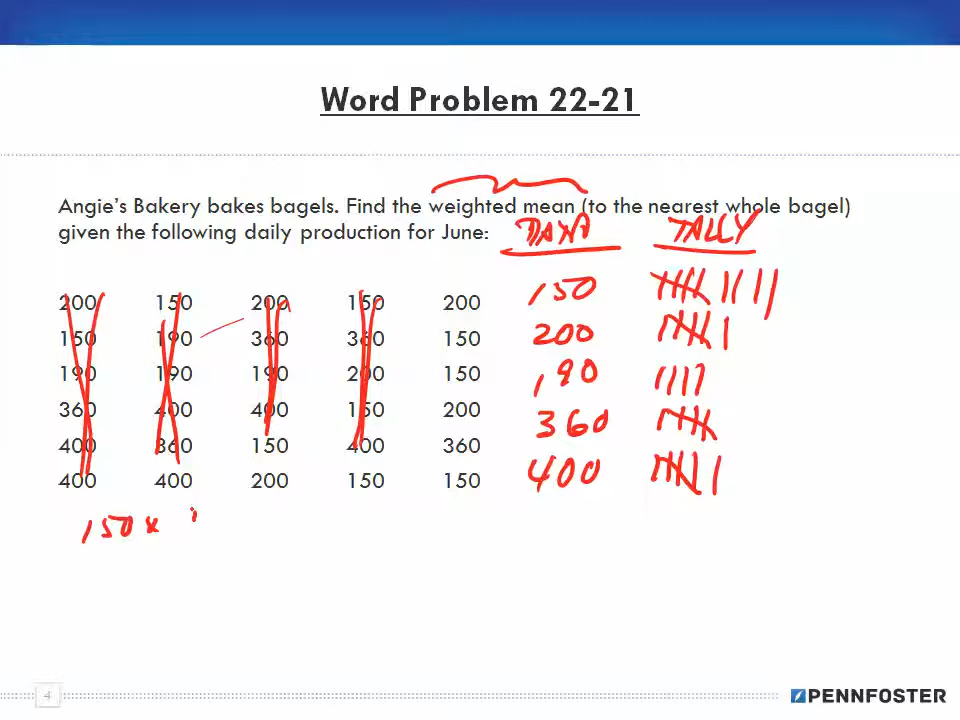 Word Problem 22-21
Angie's Bakery bakes bagels. Find the weighted mean (to the nearest whole bagel)
given the following daily production for June:
DATA TALLY
200 150 200 150 200 150
150 190 360 360 150 200
190 190 190 200 150 190
360 400 400 150 200 360
400 360 150 400 360 400
400 400 200 150 150
150 x
4
PENNFOSTER